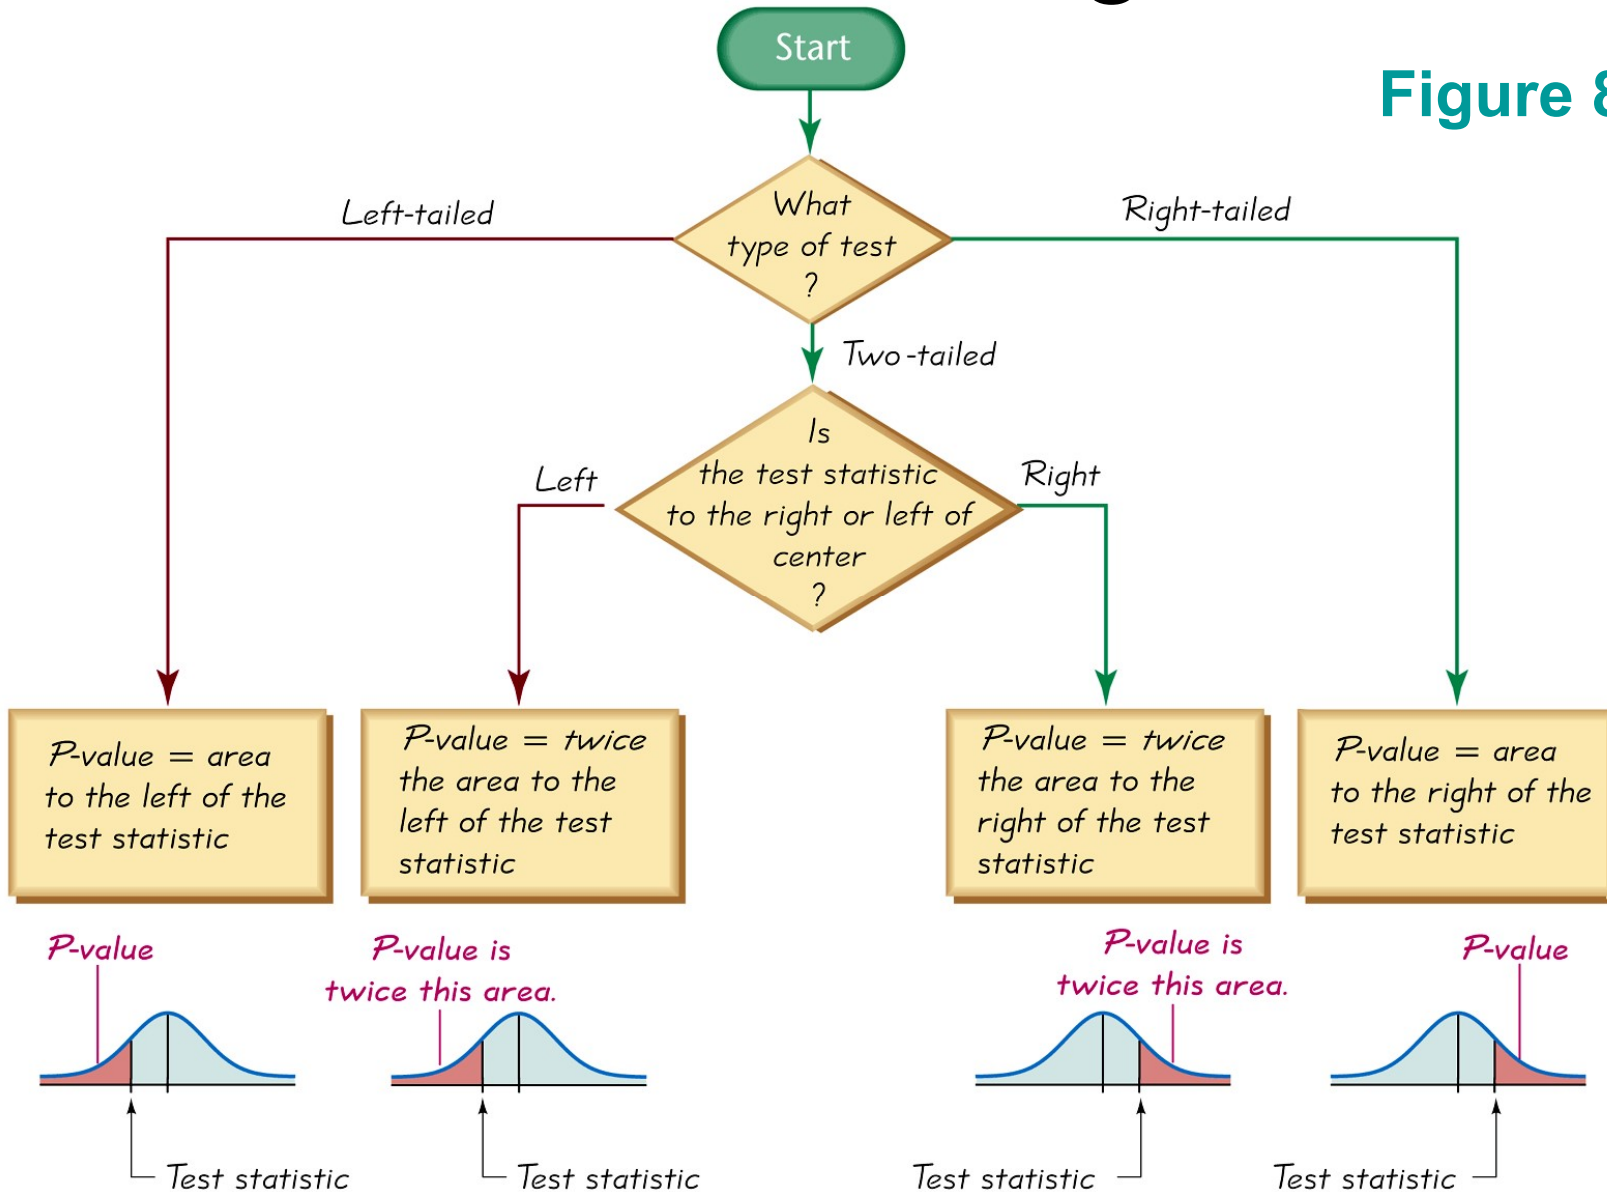 Start
Figure 8
What
type of test
?
Left-tailed
Right-tailed
Two-tailed
Is
the test statistic
to the right or left of
center
?
Left
Right
P-value = area
to the left of the
test statistic
P-value = twice
the area to the
left of the test
statistic
P-value = twice
the area to the
right of the test
statistic
P-value = area
to the right of the
test statistic
P-value
P-value is
twice this area.
P-value is
twice this area.
P-value
Test statistic
Test statistic
Test statistic
Test statistic